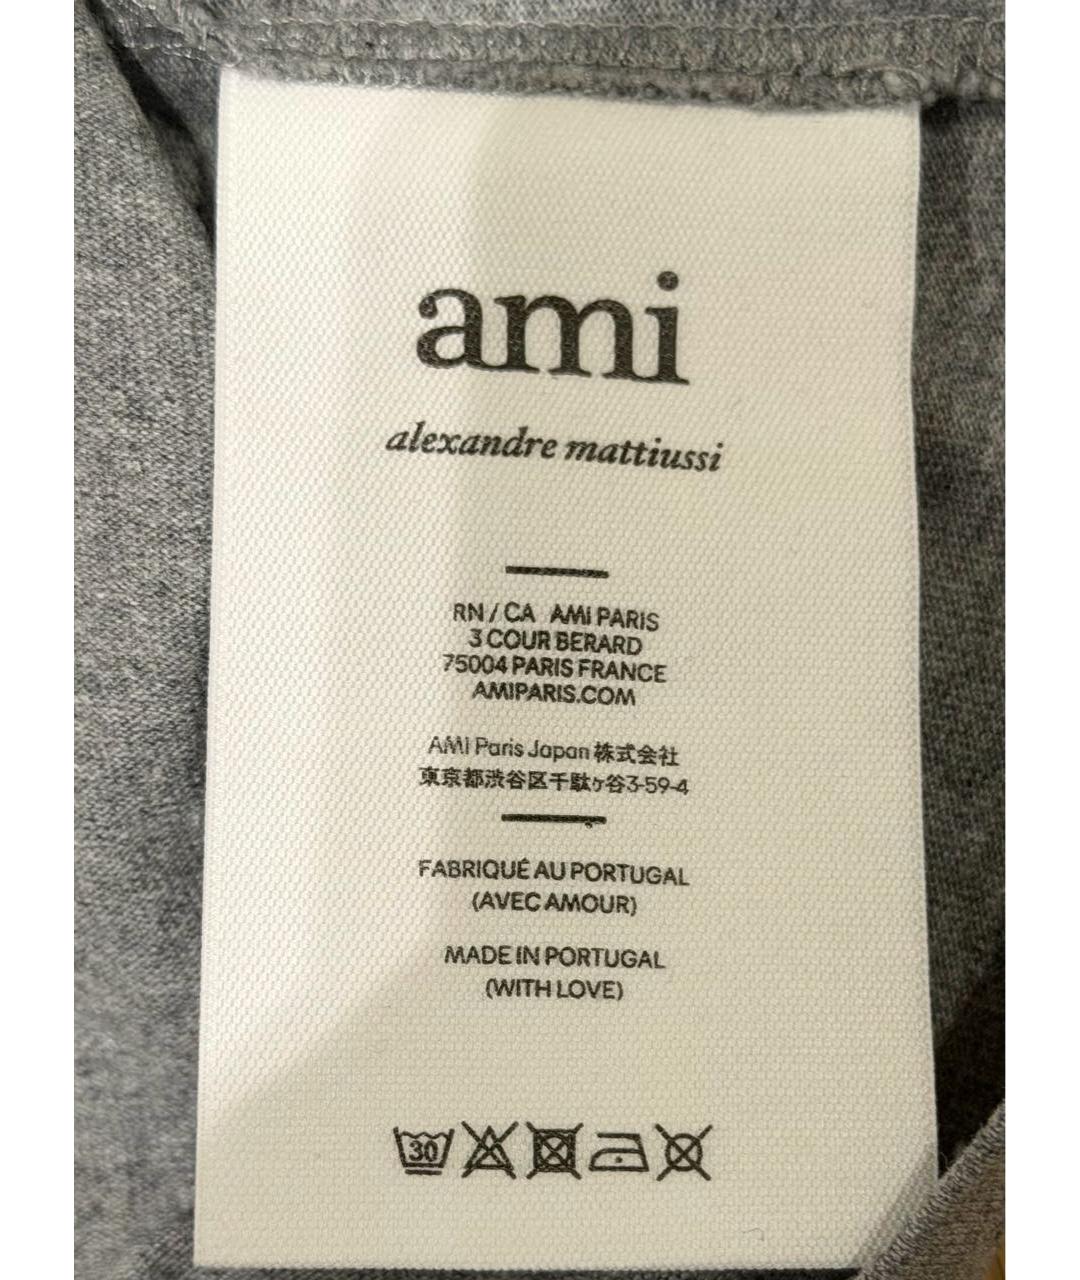 ami
alexandre mattiussi
RN / CA AMI PARIS
3 COUR BERARD
75004 PARIS FRANCE
AMIPARIS.COM
AMI Paris Japan 株式会社
東京都渋谷区千駄ヶ谷3-59-4
FABRIQUÉ AU PORTUGAL
(AVEC AMOUR)
MADE IN PORTUGAL
(WITH LOVE)
30